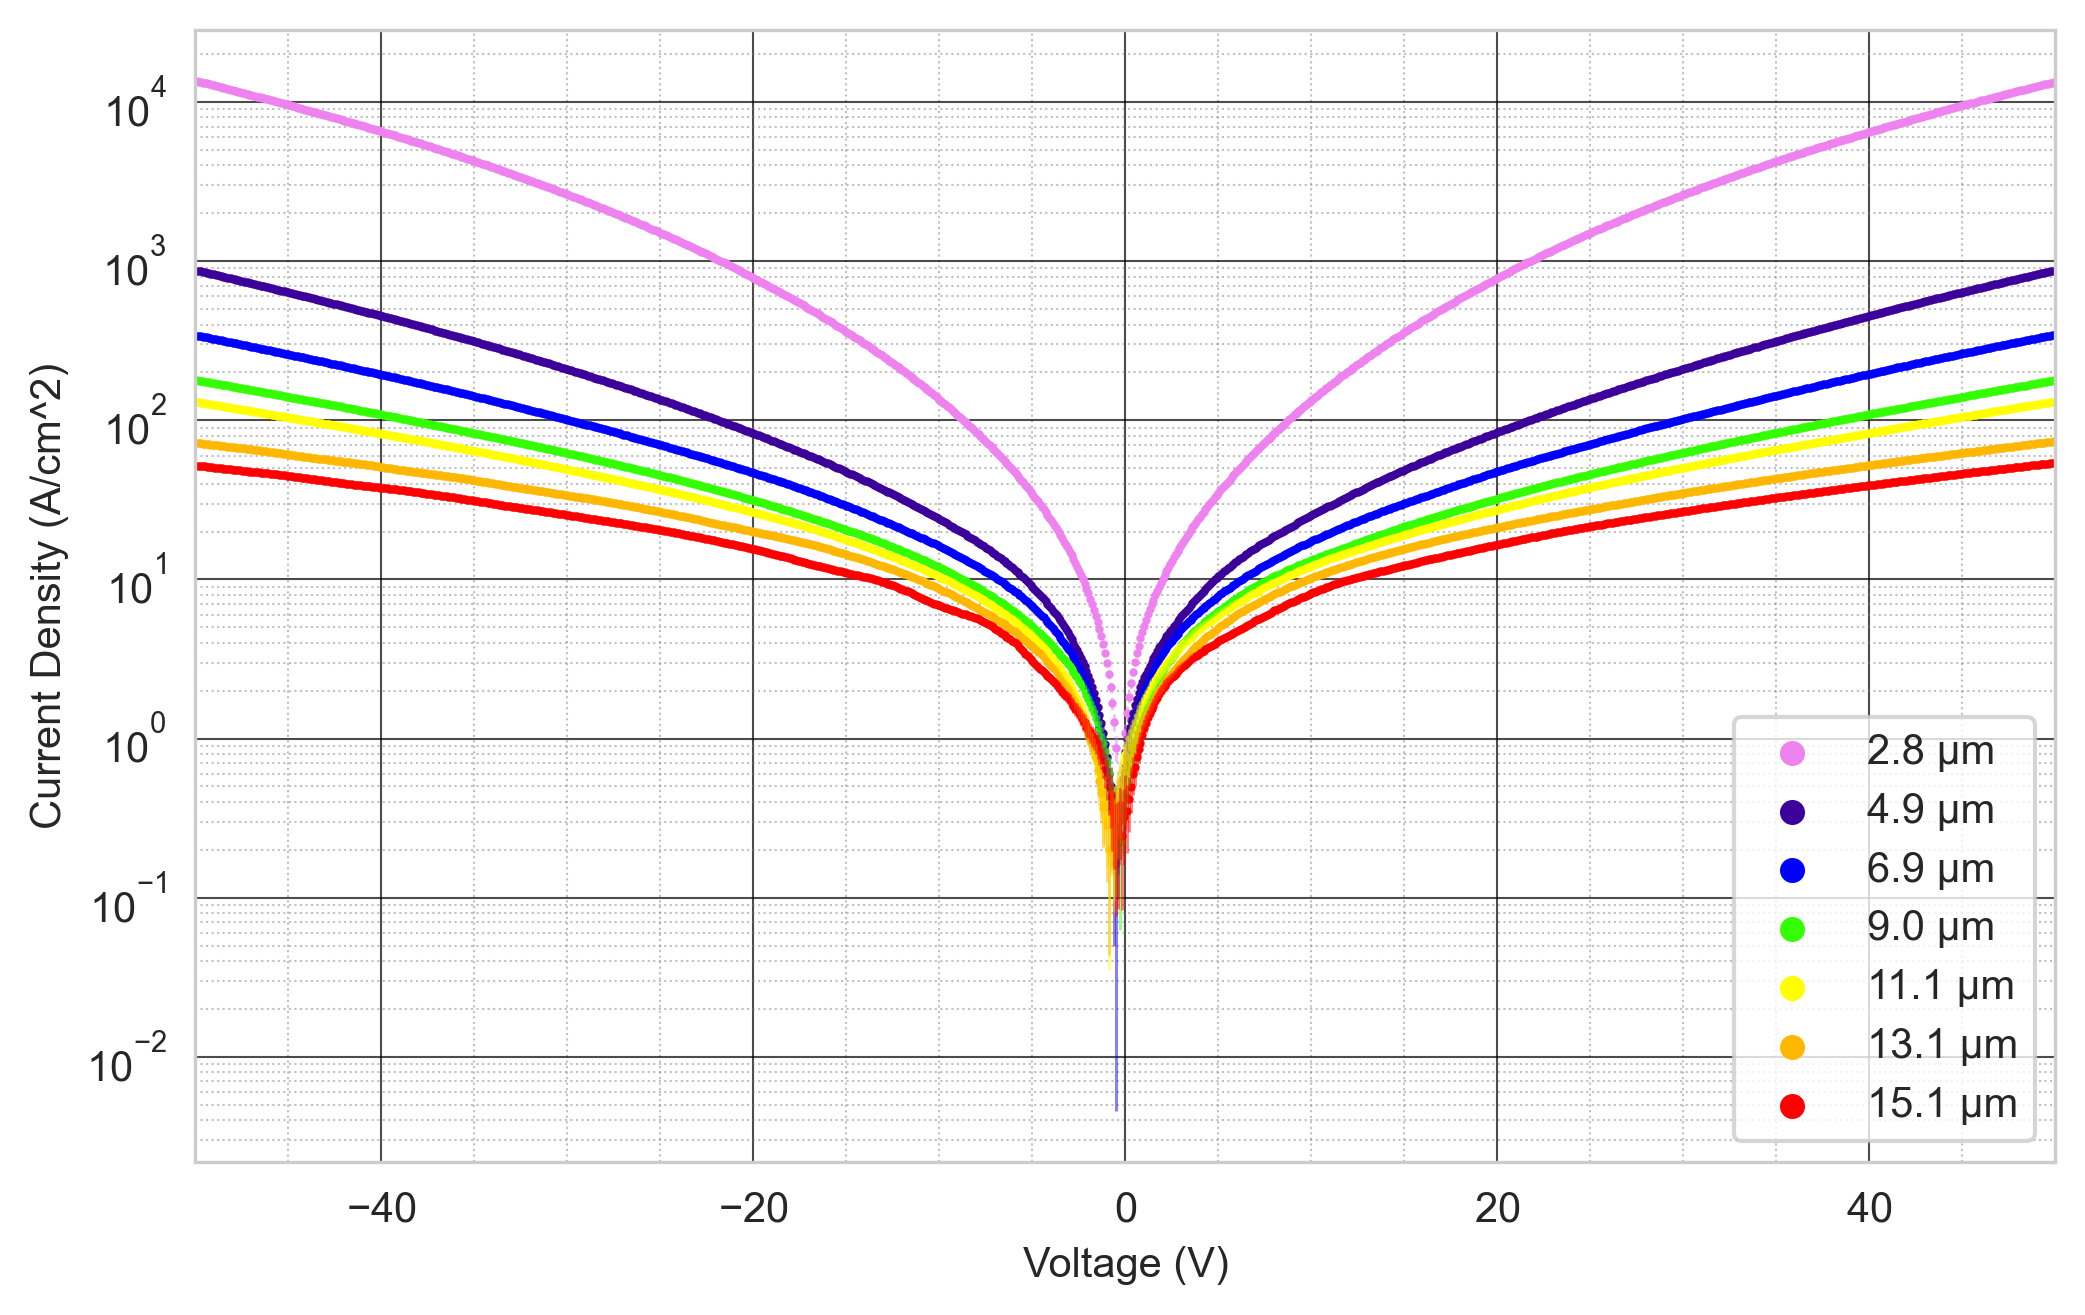 10^4
10^3
10^2
10^1
10^0
10^−1
10^−2
Current Density (A/cm^2)
−40
−20
0
20
40
Voltage (V)
2.8 µm
4.9 µm
6.9 µm
9.0 µm
11.1 µm
13.1 µm
15.1 µm